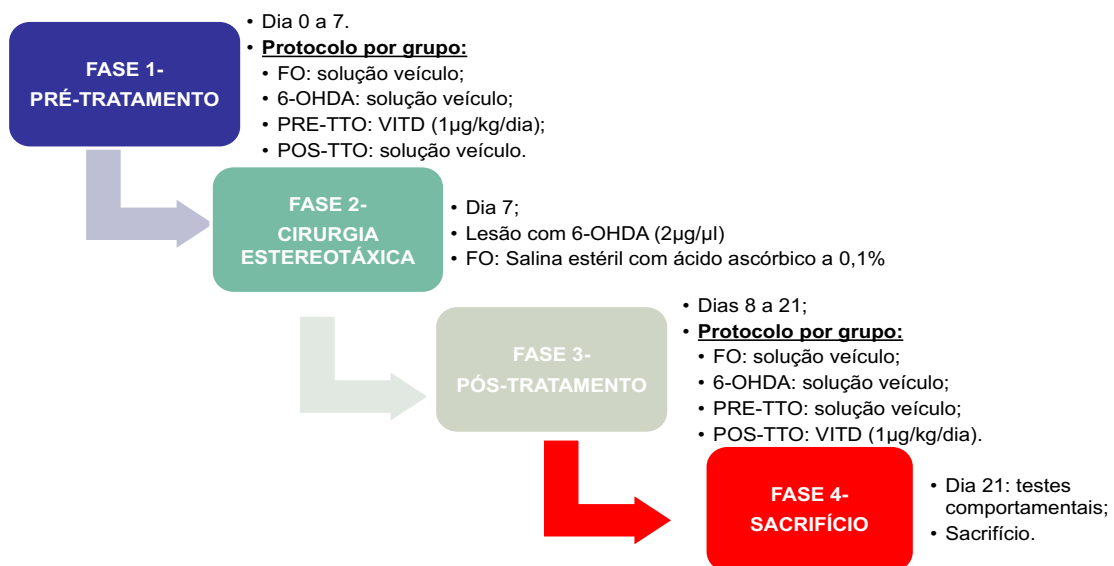 FASE 1-
PRÉ-TRATAMENTO
• Dia 0 a 7.
• Protocolo por grupo:
• FO: solução veículo;
• 6-OHDA: solução veículo;
• PRE-TTO: VITD (1µg/kg/dia);
• POS-TTO: solução veículo.
FASE 2-
CIRURGIA
ESTEREOTÁXICA
• Dia 7;
• Lesão com 6-OHDA (2µg/µl)
• FO: Salina estéril com ácido ascórbico a 0,1%
FASE 3-
PÓS-TRATAMENTO
• Dias 8 a 21;
• Protocolo por grupo:
• FO: solução veículo;
• 6-OHDA: solução veículo;
• PRE-TTO: solução veículo;
• POS-TTO: VITD (1µg/kg/dia).
FASE 4-
SACRIFÍCIO
• Dia 21: testes
comportamentais;
• Sacrifício.